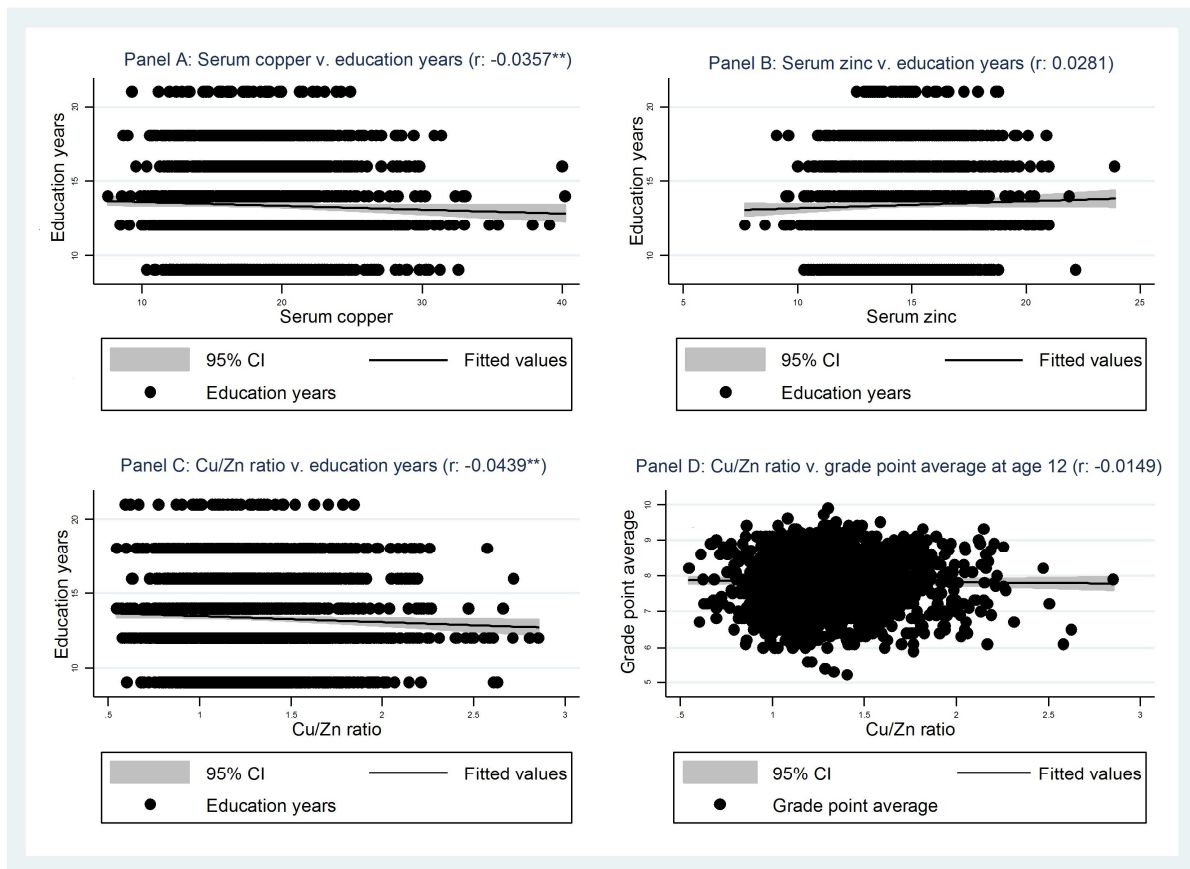 Panel A: Serum copper v. education years (r: -0.0357**)
Education years
20
15
10
10 20 30 40
Serum copper
95% CI Fitted values
Education years
Panel B: Serum zinc v. education years (r: 0.0281)
Education years
20
15
10
5 10 15 20 25
Serum zinc
95% CI Fitted values
Education years
Panel C: Cu/Zn ratio v. education years (r: -0.0439**)
Education years
20
15
10
.5 1 1.5 2 2.5 3
Cu/Zn ratio
95% CI Fitted values
Education years
Panel D: Cu/Zn ratio v. grade point average at age 12 (r: -0.0149)
Grade point average
10
9
8
7
6
5
.5 1 1.5 2 2.5 3
Cu/Zn ratio
95% CI Fitted values
Grade point average